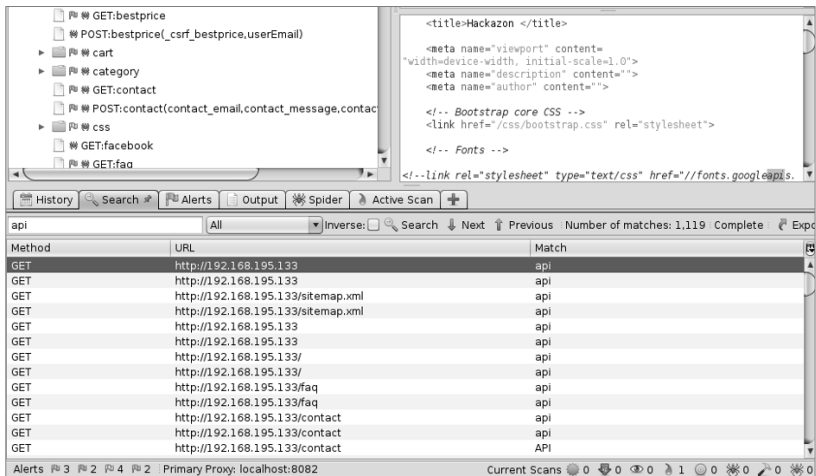 GET:bestprice
POST:bestprice(_csrf_bestprice,userEmail)
cart
category
GET:contact
POST:contact(contact_email,contact_message,contac
css
GET:facebook
GET:faq
<title>Hackazon </title>
<meta name="viewport" content=
"width=device-width, initial-scale=1.0">
<meta name="description" content="">
<meta name="author" content="">
<!-- Bootstrap core CSS -->
<link href="/css/bootstrap.css" rel="stylesheet">
<!-- Fonts -->
<!--link rel="stylesheet" type="text/css" href="//fonts.googleapis.
History Search Alerts Output Spider Active Scan
api All Inverse: Search Next Previous Number of matches: 1,119 Complete Expo
Method URL Match
GET http://192.168.195.133 api
GET http://192.168.195.133 api
GET http://192.168.195.133/sitemap.xml api
GET http://192.168.195.133/sitemap.xml api
GET http://192.168.195.133 api
GET http://192.168.195.133 api
GET http://192.168.195.133/ api
GET http://192.168.195.133/ api
GET http://192.168.195.133/faq api
GET http://192.168.195.133/faq api
GET http://192.168.195.133/contact api
GET http://192.168.195.133/contact api
GET http://192.168.195.133/contact API
Alerts 3 2 4 2 Primary Proxy: localhost:8082 Current Scans 0 0 0 1 0 0 0 0